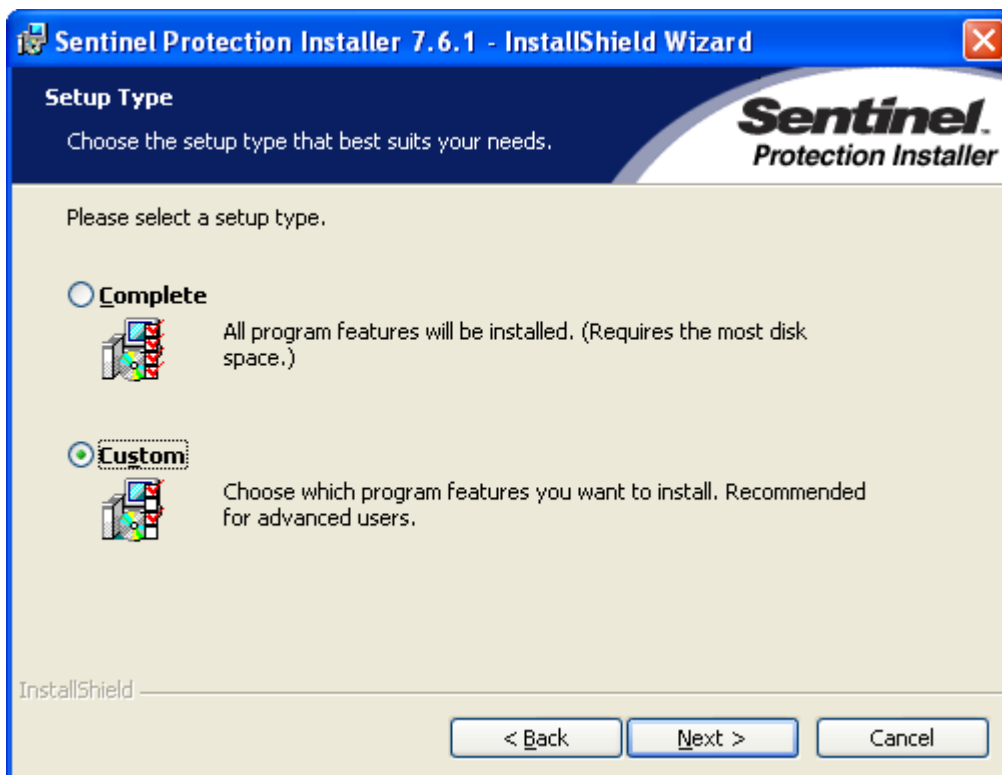 Sentinel Protection Installer 7.6.1 - InstallShield Wizard
Setup Type
Choose the setup type that best suits your needs.
Sentinel.
Protection Installer
Please select a setup type.
Complete
All program features will be installed. (Requires the most disk
space.)
Custom
Choose which program features you want to install. Recommended
for advanced users.
InstallShield
< Back
Next >
Cancel